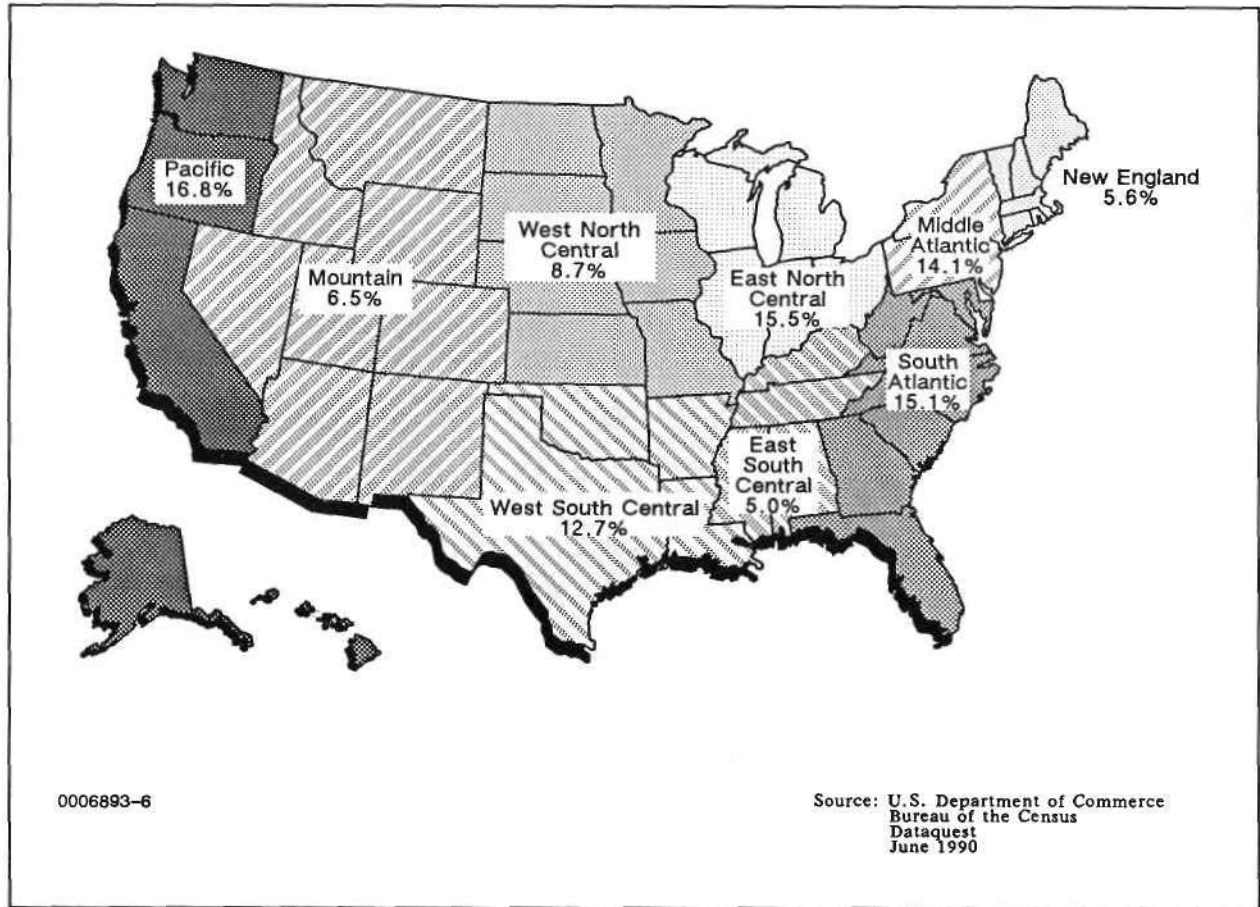 Pacific
16.8%
Mountain
6.5%
West North
Central
8.7%
East North
Central
15.5%
Middle
Atlantic
14.1%
New England
5.6%
South
Atlantic
15.1%
East
South
Central
5.0%
West South Central
12.7%
0006893-6
Source: U.S. Department of Commerce
Bureau of the Census
Dataquest
June 1990